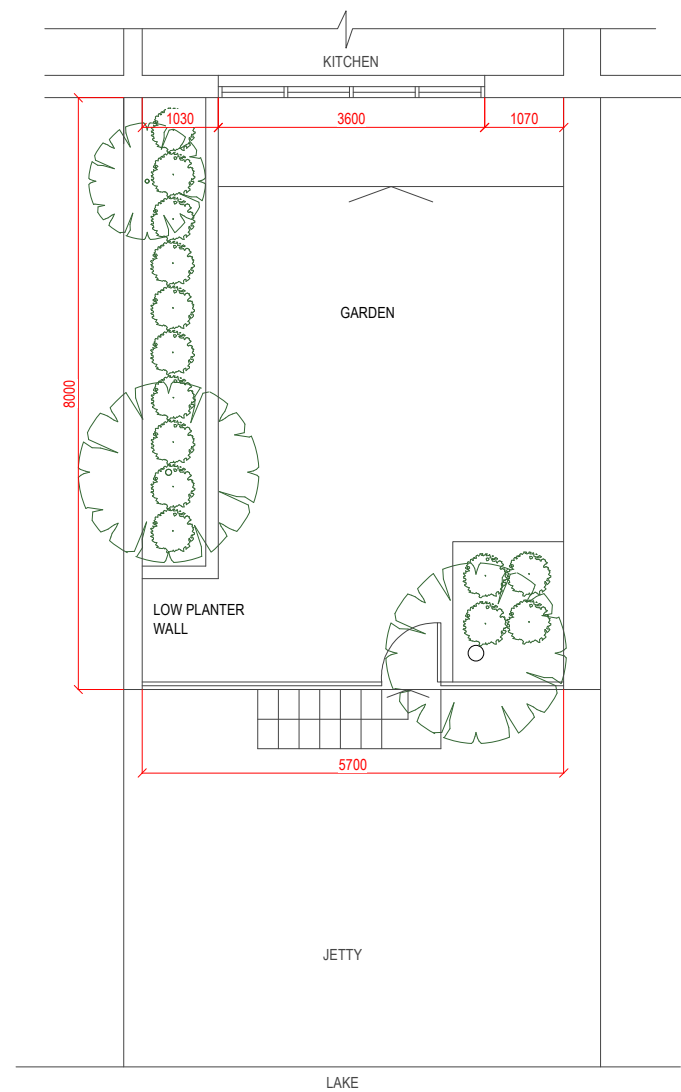 KITCHEN
1030
3600
1070
GARDEN
8000
LOW PLANTER
WALL
5700
JETTY
LAKE